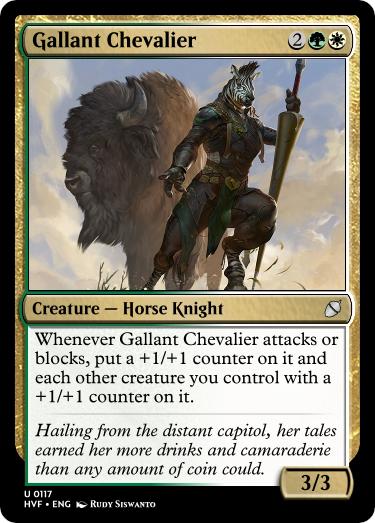 Gallant Chevalier 2
Creature — Horse Knight
Whenever Gallant Chevalier attacks or
blocks, put a +1/+1 counter on it and
each other creature you control with a
+1/+1 counter on it.
Hailing from the distant capitol, her tales
earned her more drinks and camaraderie
than any amount of coin could.
3/3
U 0117
HVF • ENG Rudy Siswanto